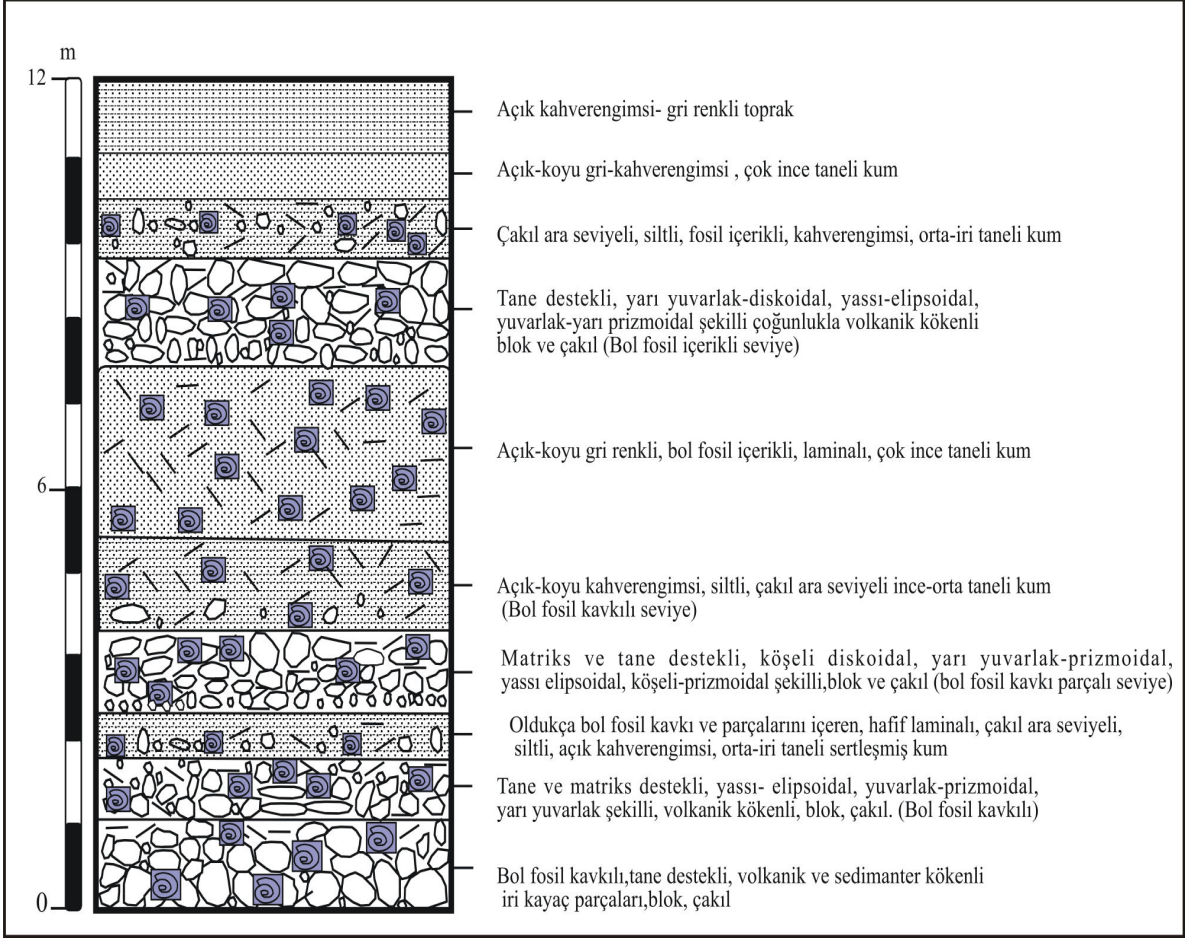 m
12
Açık kahverengimsi- gri renkli toprak
Açık-koyu gri-kahverengimsi , çok ince taneli kum
Çakıl ara seviyeli, siltli, fosil içerikli, kahverengimsi, orta-iri taneli kum
Tane destekli, yarı yuvarlak-diskoidal, yassı-elipsoidal,
yuvarlak-yarı prizmoidal şekilli çoğunlukla volkanik kökenli
blok ve çakıl (Bol fosil içerikli seviye)
Açık-koyu gri renkli, bol fosil içerikli, laminalı, çok ince taneli kum
6
Açık-koyu kahverengimsi, siltli, çakıl ara seviyeli ince-orta taneli kum
(Bol fosil kavkılı seviye)
Matriks ve tane destekli, köşeli diskoidal, yarı yuvarlak-prizmoidal,
yassı elipsoidal, köşeli-prizmoidal şekilli,blok ve çakıl (bol fosil kavkı parçalı seviye)
Oldukça bol fosil kavkı ve parçalarını içeren, hafif laminalı, çakıl ara seviyeli,
siltli, açık kahverengimsi, orta-iri taneli sertleşmiş kum
Tane ve matriks destekli, yassı- elipsoidal, yuvarlak-prizmoidal,
yarı yuvarlak şekilli, volkanik kökenli, blok, çakıl. (Bol fosil kavkılı)
Bol fosil kavkılı,tane destekli, volkanik ve sedimanter kökenli
iri kayaç parçaları,blok, çakıl
0